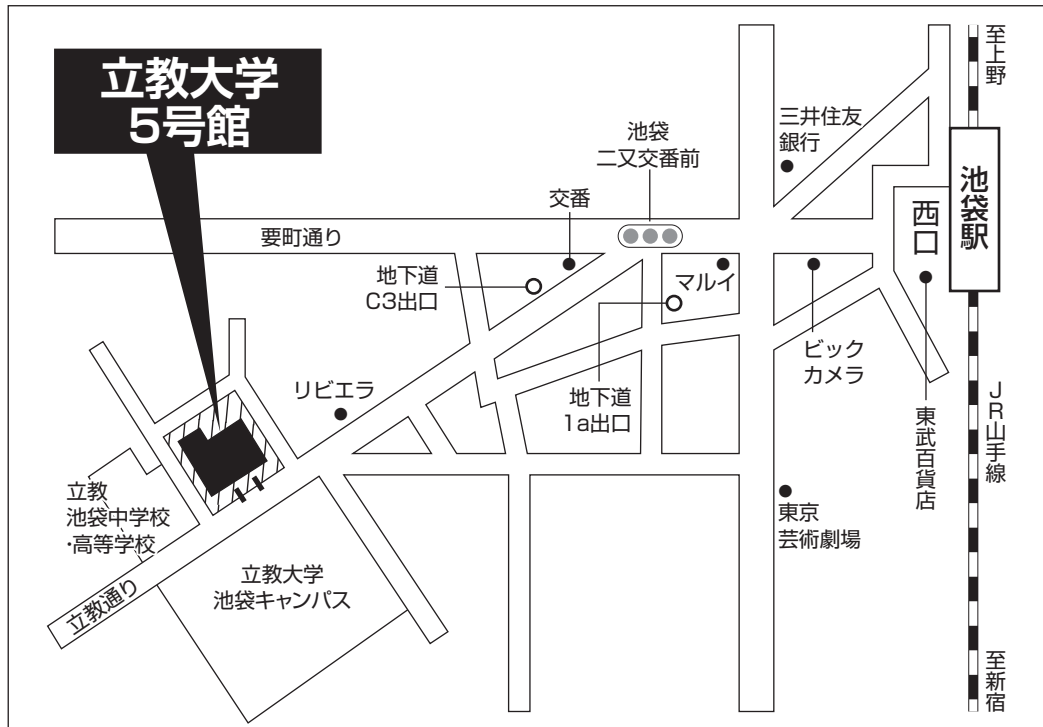 立教大学
5号館
至上野
三井住友
銀行
池袋
二又交番前
池袋駅
西口
交番
要町通り
地下道
C3出口
マルイ
ビック
カメラ
リビエラ
地下道
1a出口
東武百貨店
JR山手線
立教
池袋中学校
・高等学校
東京
芸術劇場
立教大学
池袋キャンパス
立教通り
至新宿